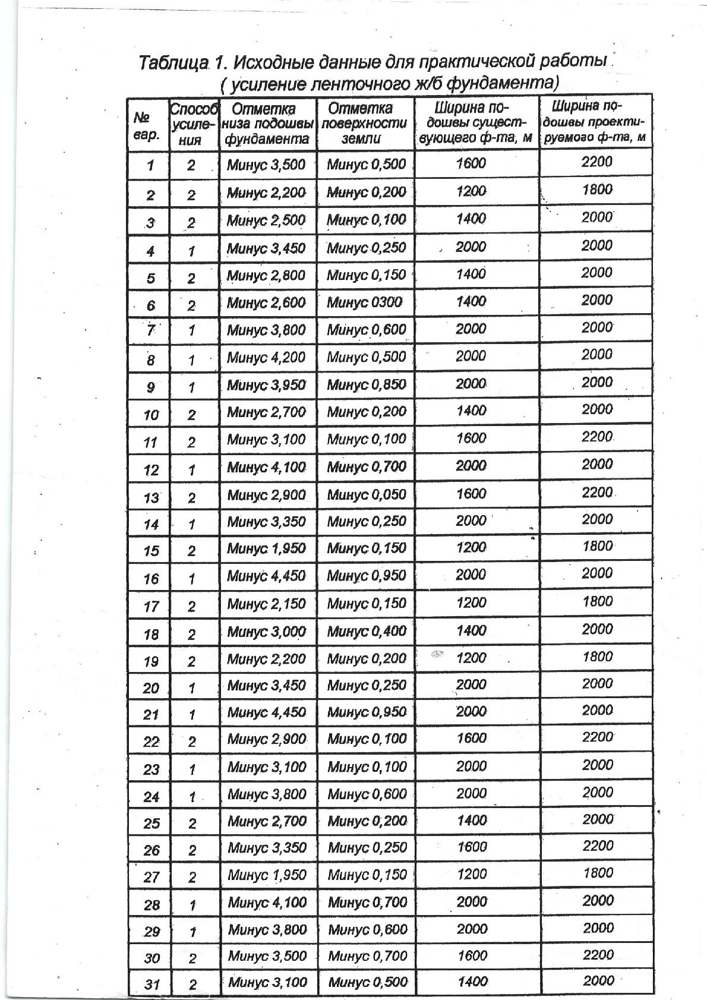 Таблица 1. Исходные данные для практической работы
( усиление ленточного ж/б фундамента)
№ вар. Способ усиле-ния Отметка низа подошвы фундамента Отметка поверхности земли Ширина по-дошвы сущест-вующего ф-та, м Ширина по-дошвы проекти-руемого ф-та, м
1 2 Минус 3,500 Минус 0,500 1600 2200
2 2 Минус 2,200 Минус 0,200 1200 1800
3 2 Минус 2,500 Минус 0,100 1400 2000
4 1 Минус 3,450 Минус 0,250 2000 2000
5 2 Минус 2,800 Минус 0,150 1400 2000
6 2 Минус 2,600 Минус 0300 1400 2000
7 1 Минус 3,800 Минус 0,600 2000 2000
8 1 Минус 4,200 Минус 0,500 2000 2000
9 1 Минус 3,950 Минус 0,850 2000 2000
10 2 Минус 2,700 Минус 0,200 1400 2000
11 2 Минус 3,100 Минус 0,100 1600 2200
12 1 Минус 4,100 Минус 0,700 2000 2000
13 2 Минус 2,900 Минус 0,050 1600 2200
14 1 Минус 3,350 Минус 0,250 2000 2000
15 2 Минус 1,950 Минус 0,150 1200 1800
16 1 Минус 4,450 Минус 0,950 2000 2000
17 2 Минус 2,150 Минус 0,150 1200 1800
18 2 Минус 3,000 Минус 0,400 1400 2000
19 2 Минус 2,200 Минус 0,200 1200 1800
20 1 Минус 3,450 Минус 0,250 2000 2000
21 1 Минус 4,450 Минус 0,950 2000 2000
22 2 Минус 2,900 Минус 0,100 1600 2200
23 1 Минус 3,100 Минус 0,100 2000 2000
24 1 Минус 3,800 Минус 0,600 2000 2000
25 2 Минус 2,700 Минус 0,200 1400 2000
26 2 Минус 3,350 Минус 0,250 1600 2200
27 2 Минус 1,950 Минус 0,150 1200 1800
28 1 Минус 4,100 Минус 0,700 2000 2000
29 1 Минус 3,800 Минус 0,600 2000 2000
30 2 Минус 3,500 Минус 0,700 1600 2200
31 2 Минус 3,100 Минус 0,500 1400 2000